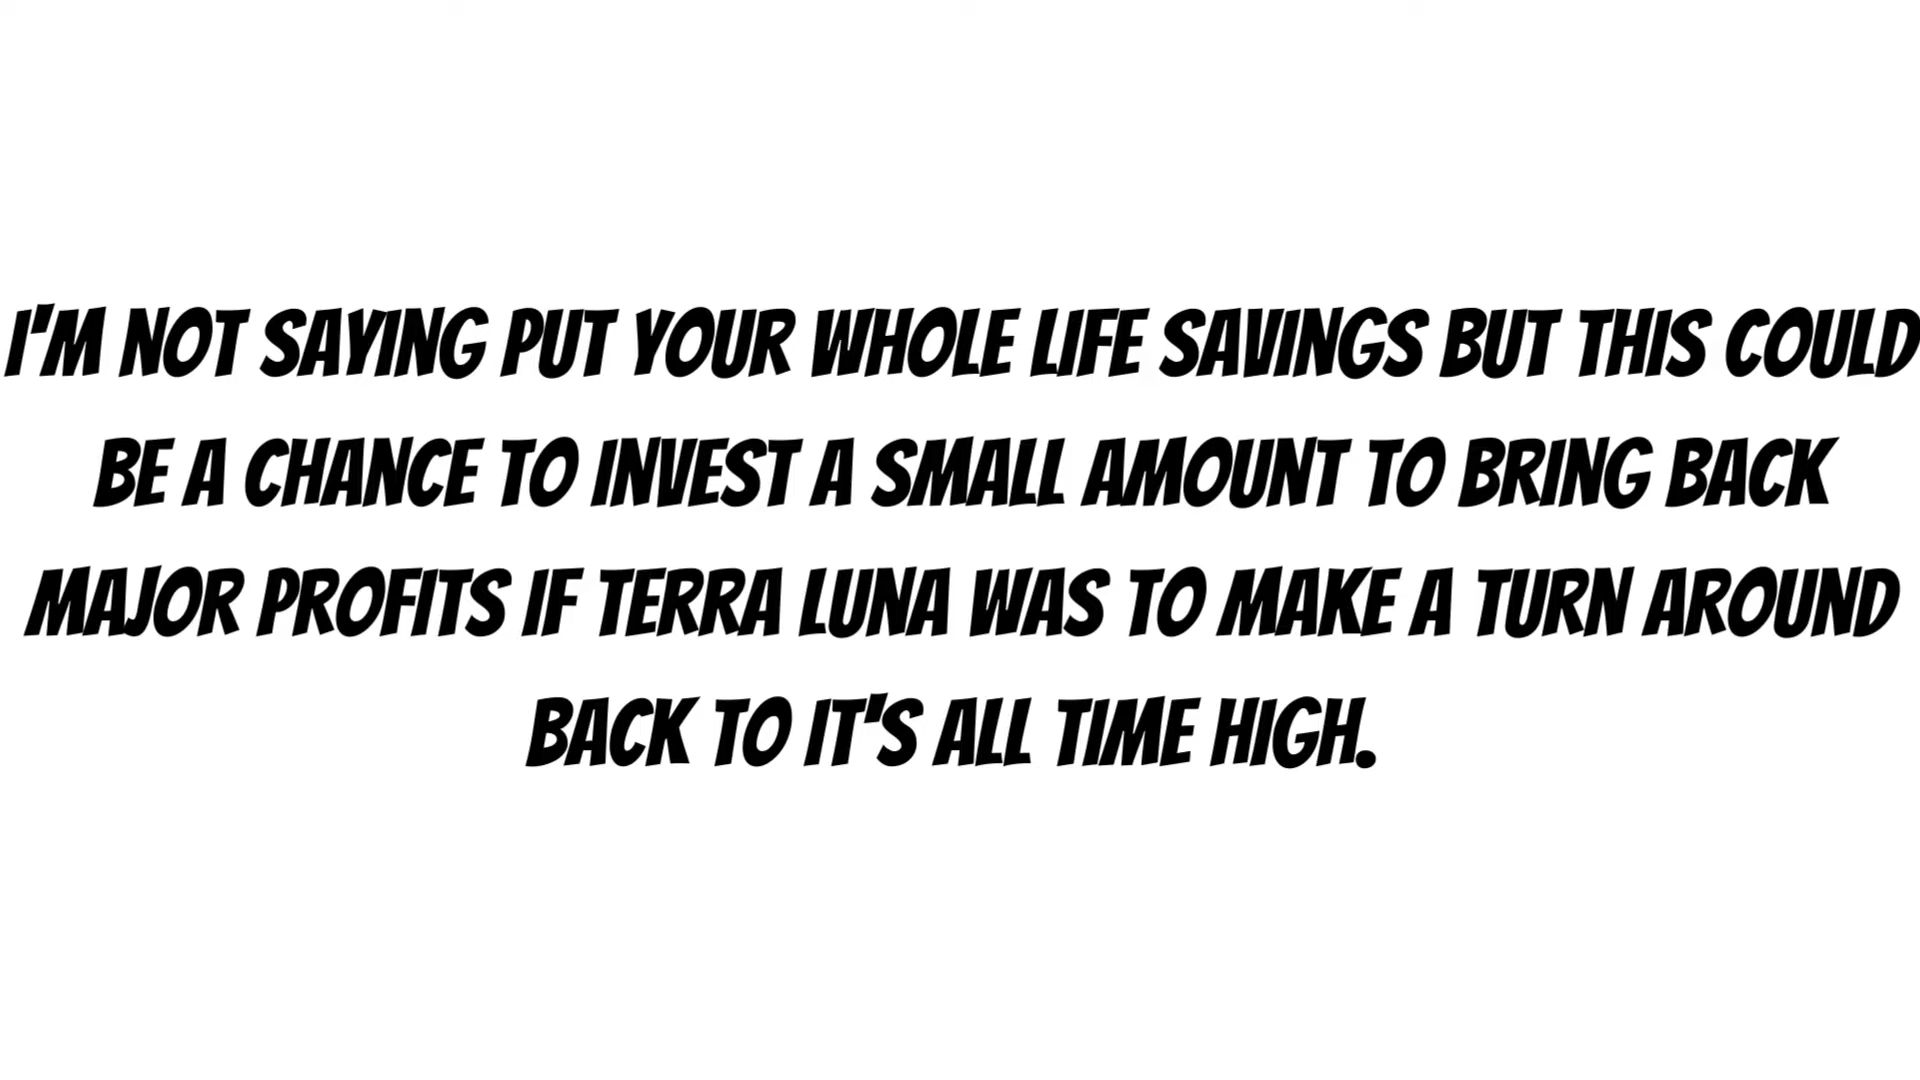 I'M NOT SAYING PUT YOUR WHOLE LIFE SAVINGS BUT THIS COULD
BE A CHANCE TO INVEST A SMALL AMOUNT TO BRING BACK
MAJOR PROFITS IF TERRA LUNA WAS TO MAKE A TURN AROUND
BACK TO IT'S ALL TIME HIGH.